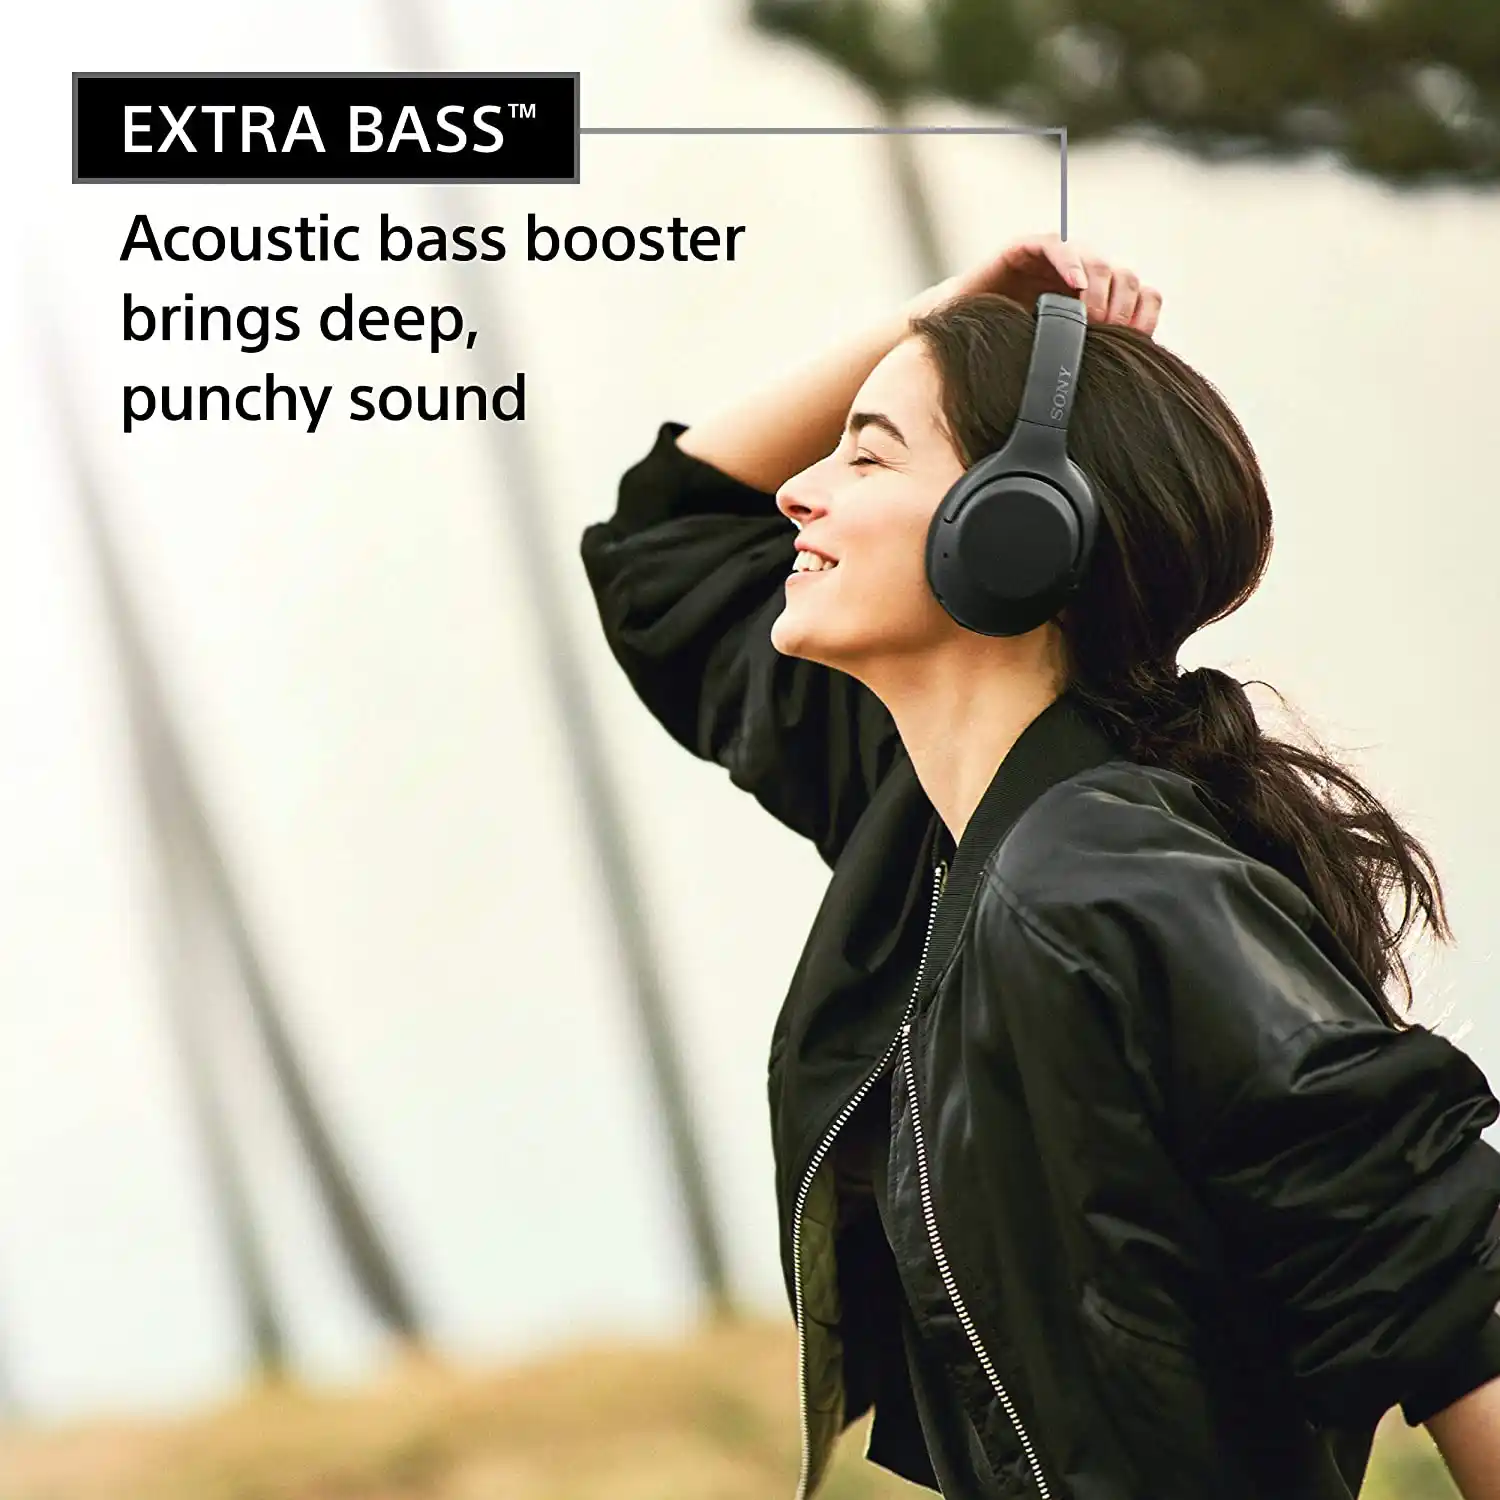 EXTRA BASS™
Acoustic bass booster
brings deep,
punchy sound
SONY